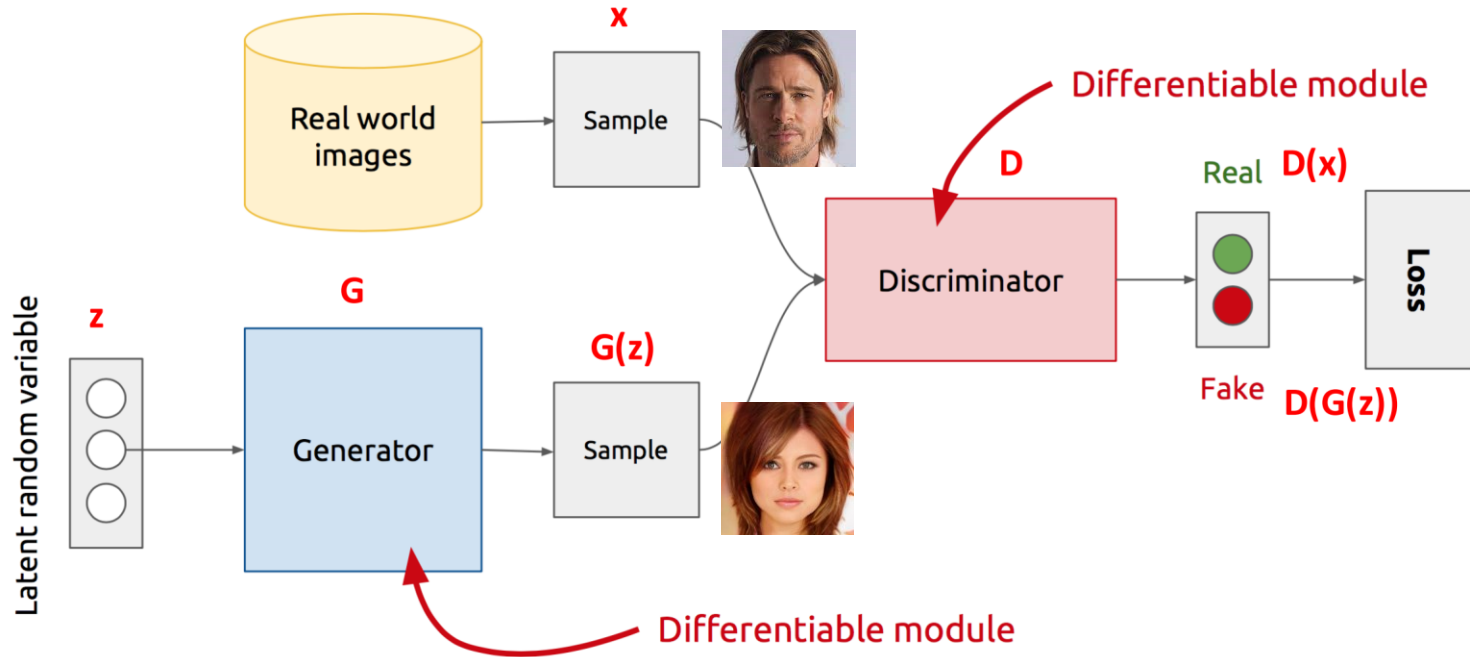 x
Real world
images
Sample
Differentiable module
D
Real
D(x)
Discriminator
Loss
Latent random variable
z
G
Generator
G(z)
Sample
Fake
D(G(z))
Differentiable module